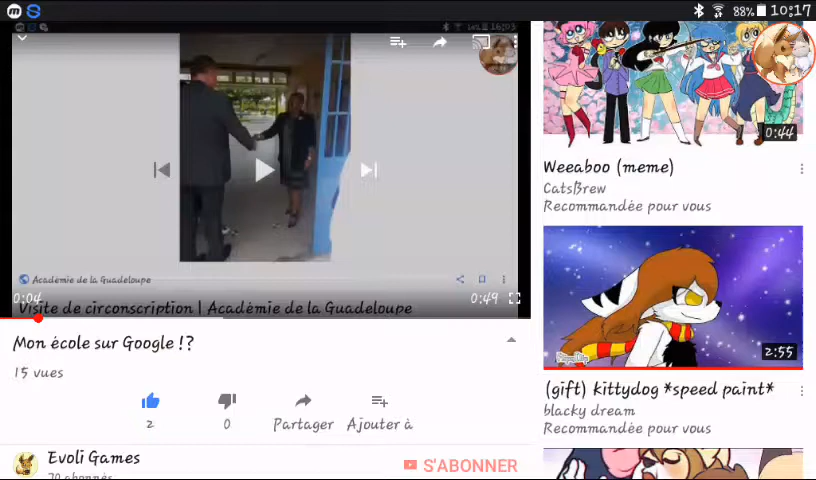 88% 10:17
16:03
Académie de la Guadeloupe
0:04
0:49
Visite de circonscription | Académie de la Guadeloupe
Mon école sur Google !?
15 vues
2
0
Partager
Ajouter à
Evoli Games
S'ABONNER
0:44
Weeaboo (meme)
CatsBrew
Recommandée pour vous
2:55
(gift) kittydog *speed paint*
blacky dream
Recommandée pour vous